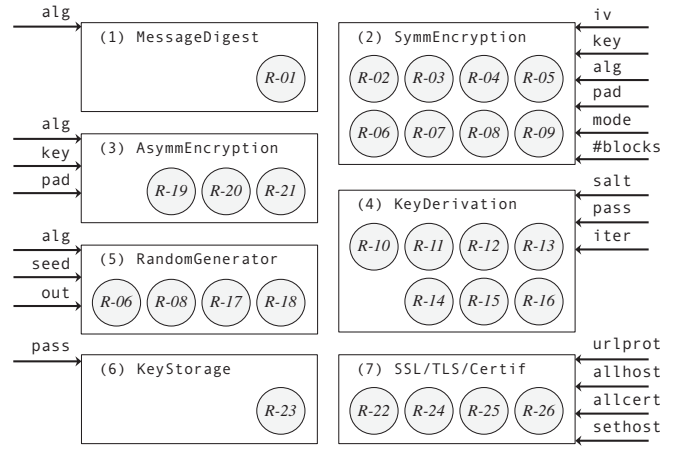 alg
(1) MessageDigest
R-01
iv
key
alg
pad
mode
#blocks
(2) SymmEncryption
R-02 R-03 R-04 R-05
R-06 R-07 R-08 R-09
alg
key
pad
(3) AsymmEncryption
R-19 R-20 R-21
salt
pass
iter
(4) KeyDerivation
R-10 R-11 R-12 R-13
R-14 R-15 R-16
alg
seed
out
(5) RandomGenerator
R-06 R-08 R-17 R-18
pass
(6) KeyStorage
R-23
urlprot
allhost
allcert
sethost
(7) SSL/TLS/Certif
R-22 R-24 R-25 R-26